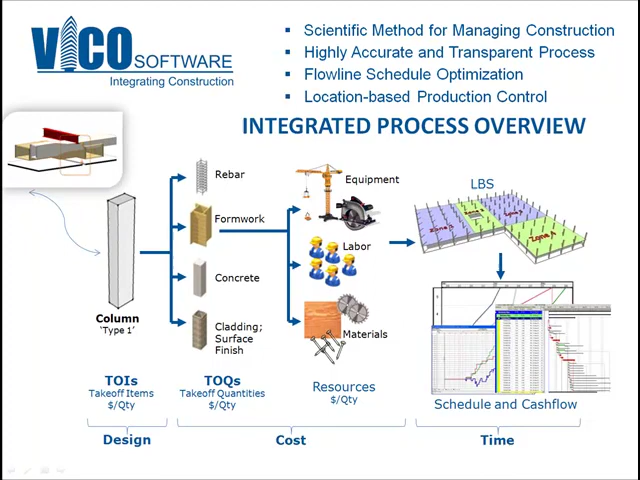 VICO SOFTWARE
Integrating Construction
Scientific Method for Managing Construction
Highly Accurate and Transparent Process
Flowline Schedule Optimization
Location-based Production Control
INTEGRATED PROCESS OVERVIEW
Rebar
Formwork
Concrete
Cladding;
Surface
Finish
Column
'Type 1'
Equipment
Labor
Materials
LBS
TOIs
Takeoff Items
$/Qty
TOQs
Takeoff Quantities
$/Qty
Resources
$/Qty
Schedule and Cashflow
Design
Cost
Time